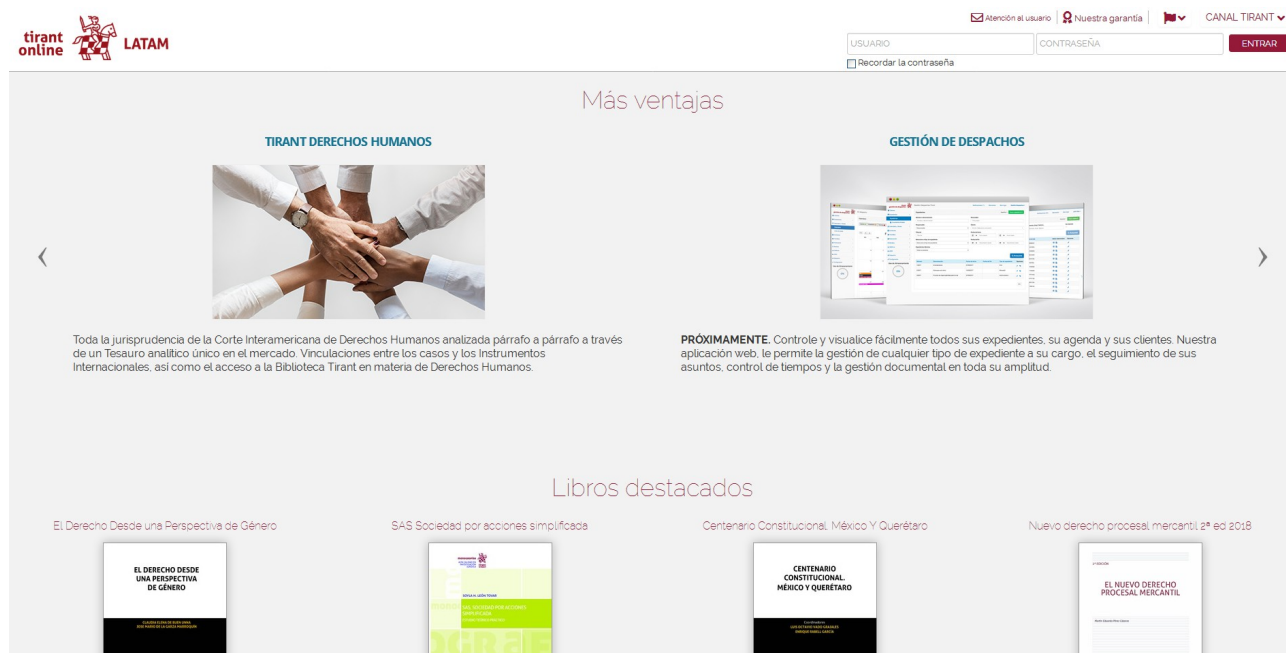 Atención al usuario
Nuestra garantía
CANAL TIRANT
tirant
online
LATAM
USUARIO
CONTRASEÑA
ENTRAR
Recordar la contraseña
Más ventajas
TIRANT DERECHOS HUMANOS
Toda la jurisprudencia de la Corte Interamericana de Derechos Humanos analizada párrafo a párrafo a través
de un Tesauro analítico único en el mercado. Vinculaciones entre los casos y los Instrumentos
Internacionales, así como el acceso a la Biblioteca Tirant en materia de Derechos Humanos.
GESTIÓN DE DESPACHOS
PRÓXIMAMENTE. Controle y visualice fácilmente todos sus expedientes, su agenda y sus clientes. Nuestra
aplicación web, le permite la gestión de cualquier tipo de expediente a su cargo, el seguimiento de sus
asuntos, control de tiempos y la gestión documental en toda su amplitud.
Libros destacados
El Derecho Desde una Perspectiva de Género
EL DERECHO DESDE
UNA PERSPECTIVA
DE GÉNERO
SAS Sociedad por acciones simplificada
SAS, SOCIEDAD POR ACCIONES
SIMPLIFICADA
Centenario Constitucional. México Y Querétaro
CENTENARIO
CONSTITUCIONAL.
MÉXICO Y QUERÉTARO
Nuevo derecho procesal mercantil 2ª ed 2018
EL NUEVO DERECHO
PROCESAL MERCANTIL